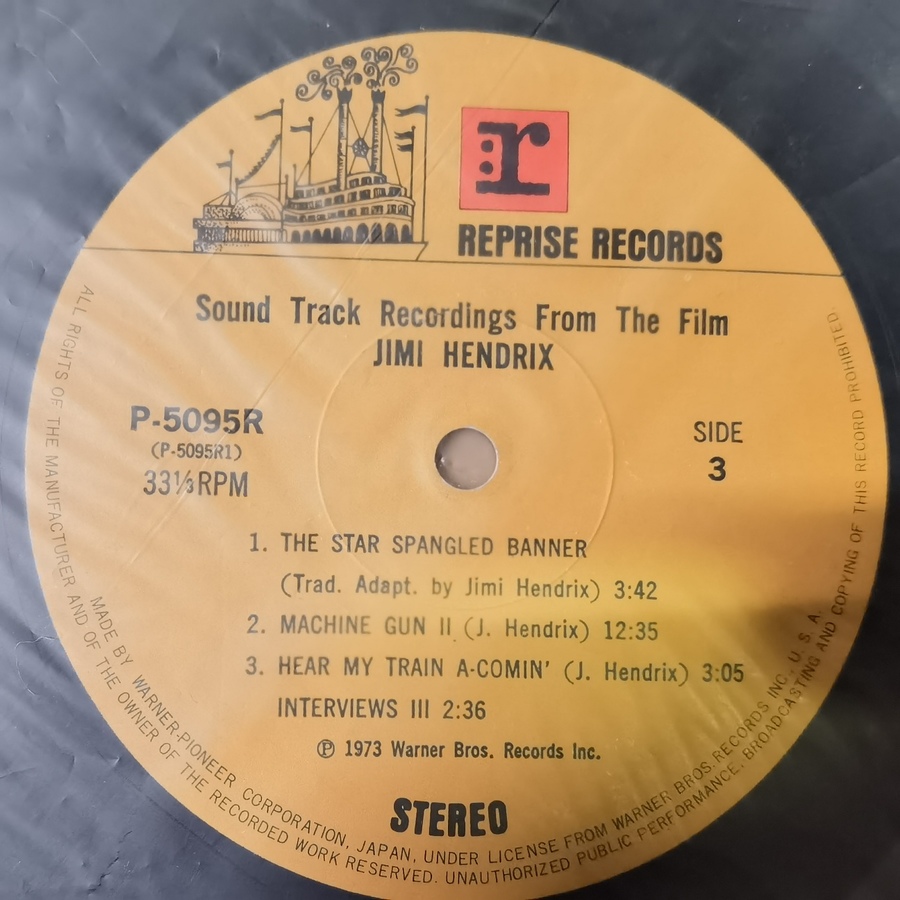 r
REPRISE RECORDS
Sound Track Recordings From The Film
JIMI HENDRIX
P-5095R
(P-5095R1)
33⅓RPM
SIDE
3
1. THE STAR SPANGLED BANNER
(Trad. Adapt. by Jimi Hendrix) 3:42
2. MACHINE GUN II (J. Hendrix) 12:35
3. HEAR MY TRAIN A-COMIN' (J. Hendrix) 3:05
INTERVIEWS III 2:36
℗ 1973 Warner Bros. Records Inc.
STEREO
MADE BY WARNER-PIONEER CORPORATION, JAPAN, UNDER LICENSE FROM WARNER BROS. RECORDS INC., U. S. A.
ALL RIGHTS OF THE MANUFACTURER AND OF THE OWNER OF THE RECORDED WORK RESERVED. UNAUTHORIZED PUBLIC PERFORMANCE, BROADCASTING AND COPYING OF THIS RECORD PROHIBITED.